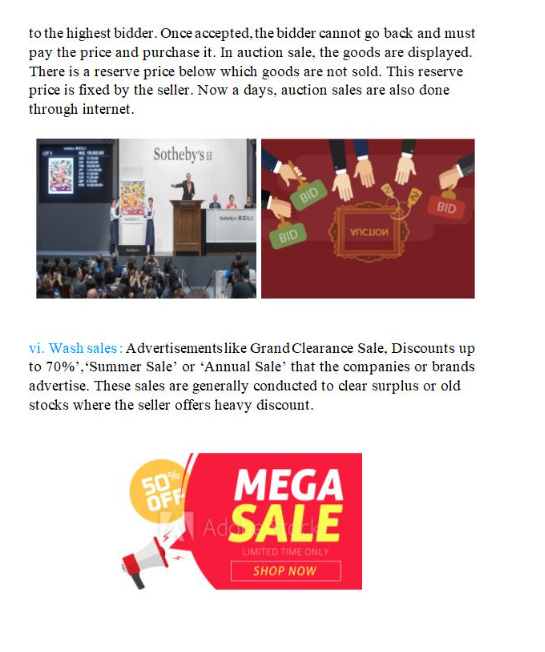 to the highest bidder. Once accepted, the bidder cannot go back and must
pay the price and purchase it. In auction sale, the goods are displayed.
There is a reserve price below which goods are not sold. This reserve
price is fixed by the seller. Now a days, auction sales are also done
through internet.
Sotheby's
BID
BID
BID
AUCTION
vi. Wash sales : Advertisements like Grand Clearance Sale, Discounts up
to 70%','Summer Sale' or 'Annual Sale' that the companies or brands
advertise. These sales are generally conducted to clear surplus or old
stocks where the seller offers heavy discount.
50%
OFF
MEGA
SALE
LIMITED TIME ONLY
SHOP NOW